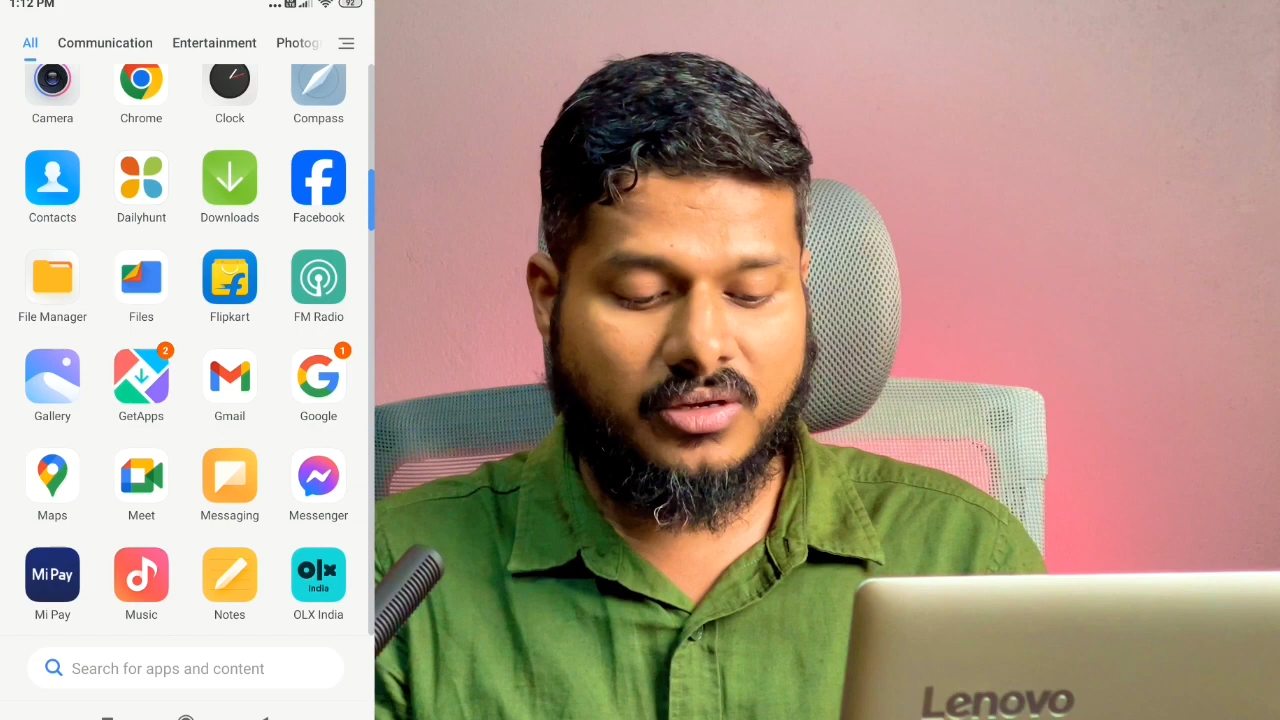 1:12 PM
92
All Communication Entertainment Photog
Camera Chrome Clock Compass
Contacts Dailyhunt Downloads Facebook
File Manager Files Flipkart FM Radio
2 1
Gallery GetApps Gmail Google
Maps Meet Messaging Messenger
Mi Pay olx
India
Mi Pay Music Notes OLX India
Search for apps and content
Lenovo